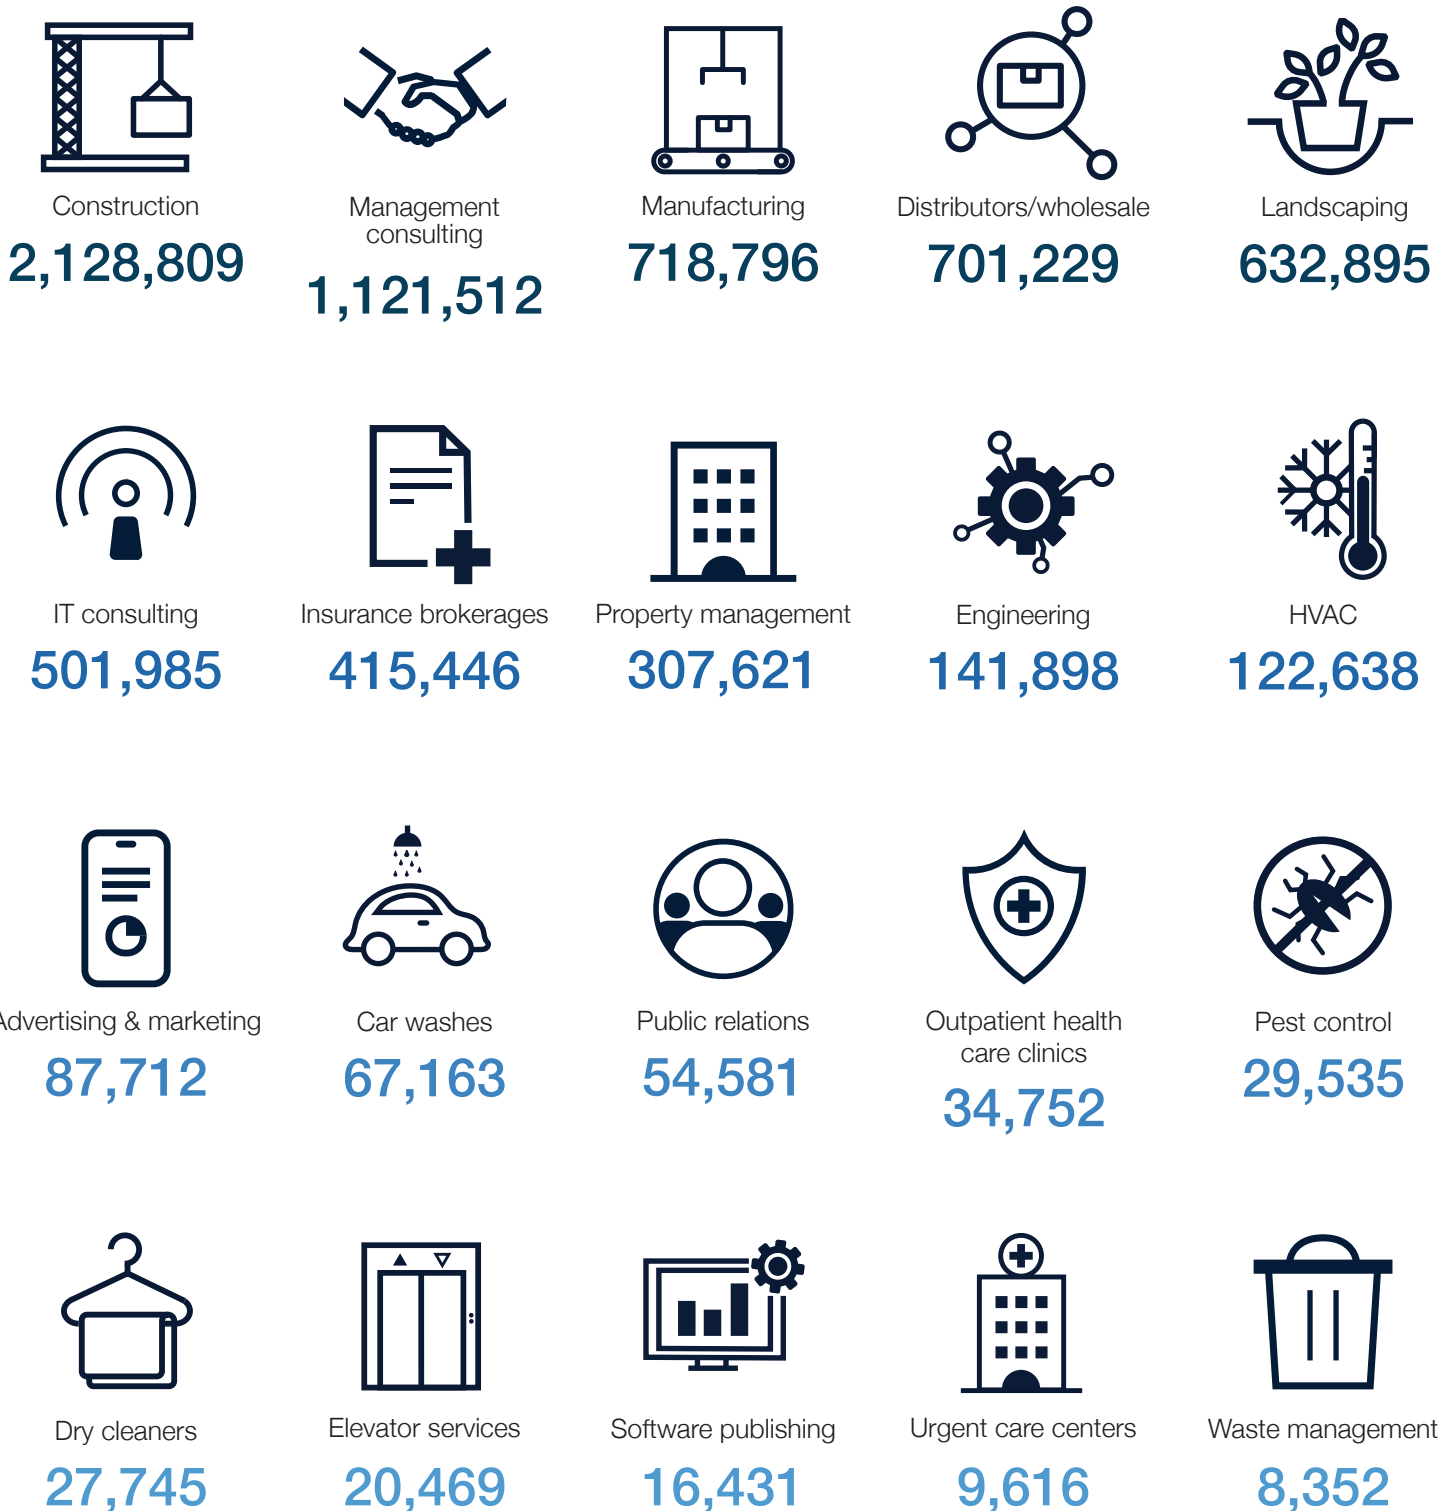 Construction
2,128,809
Management
consulting
1,121,512
Manufacturing
718,796
Distributors/wholesale
701,229
Landscaping
632,895
IT consulting
501,985
Insurance brokerages
415,446
Property management
307,621
Engineering
141,898
HVAC
122,638
Advertising & marketing
87,712
Car washes
67,163
Public relations
54,581
Outpatient health
care clinics
34,752
Pest control
29,535
Dry cleaners
27,745
Elevator services
20,469
Software publishing
16,431
Urgent care centers
9,616
Waste management
8,352